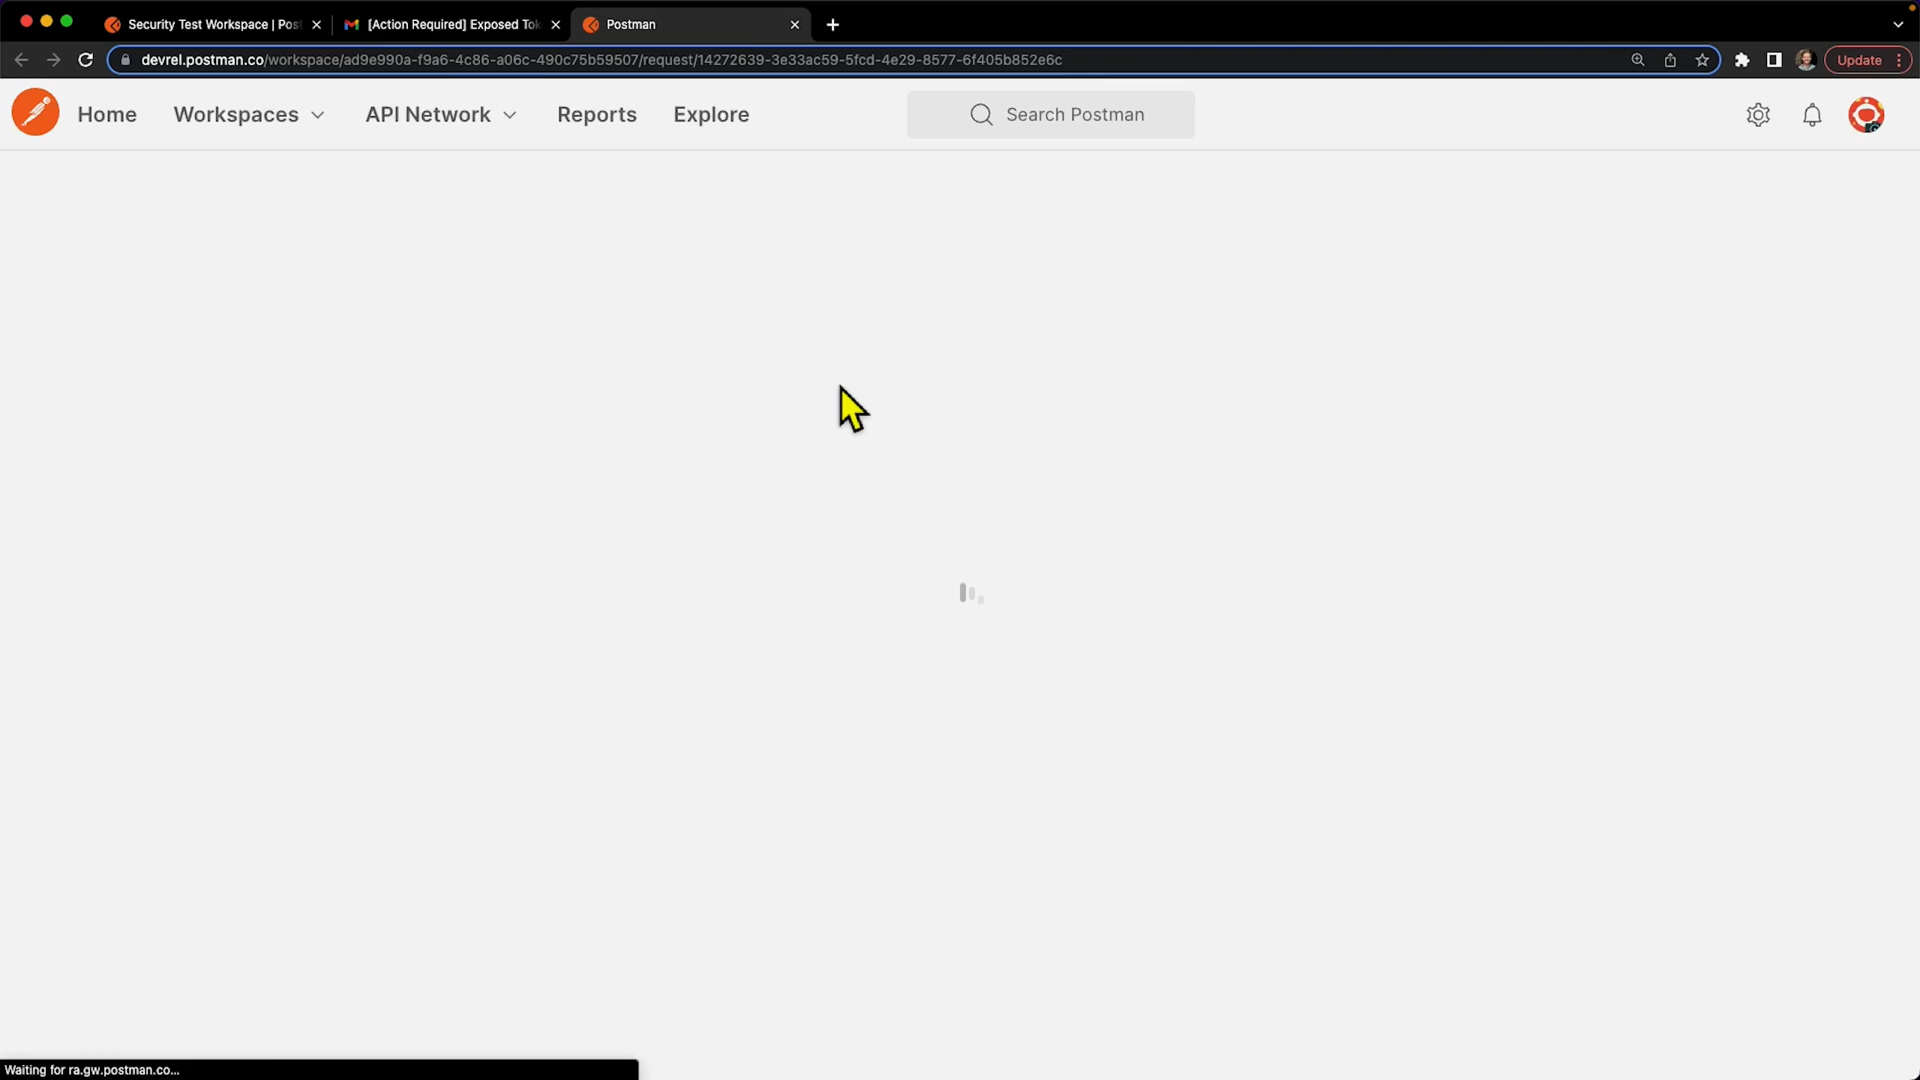 Security Test Workspace | Pos
[Action Required] Exposed Tok
Postman
devrel.postman.co/workspace/ad9e990a-f9a6-4c86-a06c-490c75b59507/request/14272639-3e33ac59-5fcd-4e29-8577-6f405b852e6c
Update
Home
Workspaces
API Network
Reports
Explore
Search Postman
Waiting for ra.gw.postman.co...